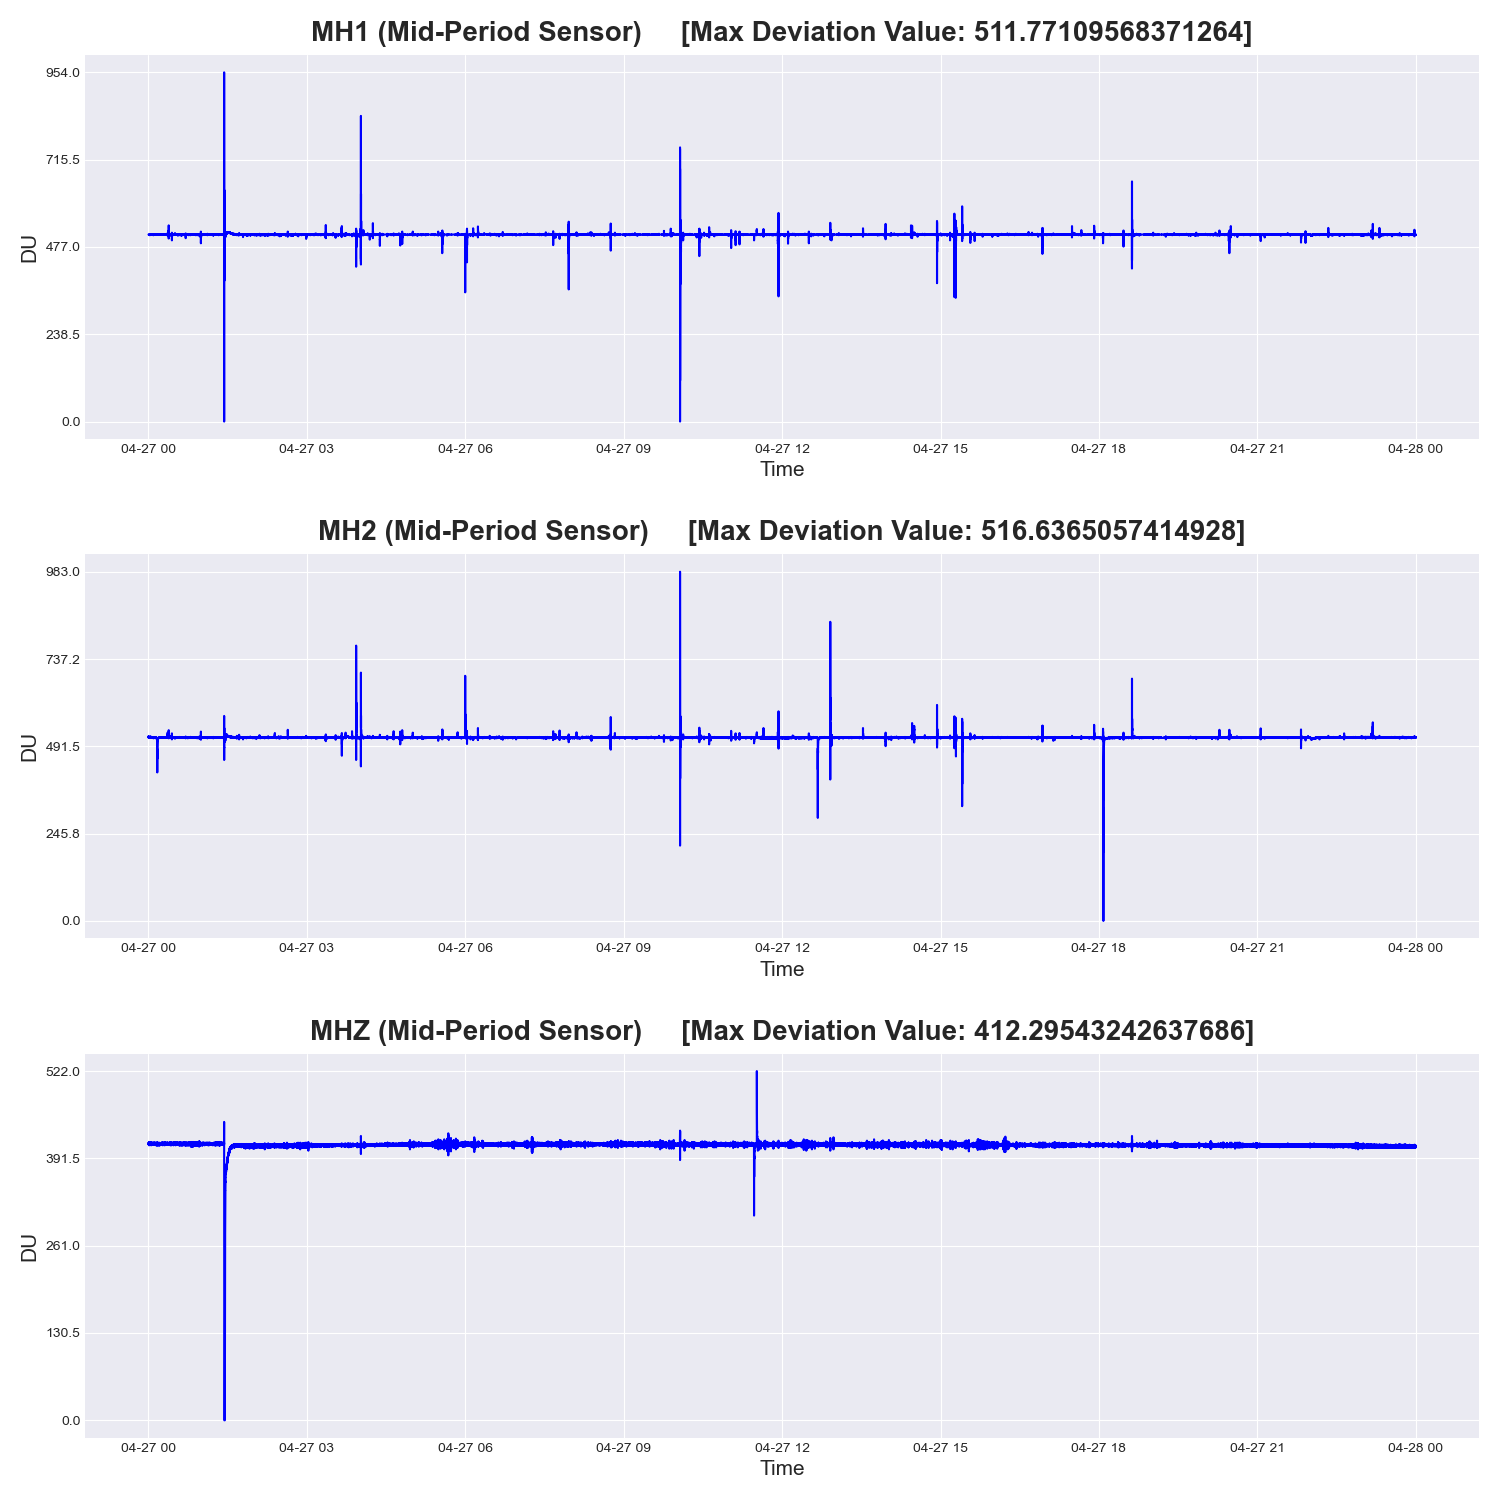 MH1 (Mid-Period Sensor) [Max Deviation Value: 511.77109568371264]
954.0
715.5
477.0
238.5
0.0
DU
04-27 00 04-27 03 04-27 06 04-27 09 04-27 12 04-27 15 04-27 18 04-27 21 04-28 00
Time
MH2 (Mid-Period Sensor) [Max Deviation Value: 516.6365057414928]
983.0
737.2
491.5
245.8
0.0
DU
04-27 00 04-27 03 04-27 06 04-27 09 04-27 12 04-27 15 04-27 18 04-27 21 04-28 00
Time
MHZ (Mid-Period Sensor) [Max Deviation Value: 412.29543242637686]
522.0
391.5
261.0
130.5
0.0
DU
04-27 00 04-27 03 04-27 06 04-27 09 04-27 12 04-27 15 04-27 18 04-27 21 04-28 00
Time